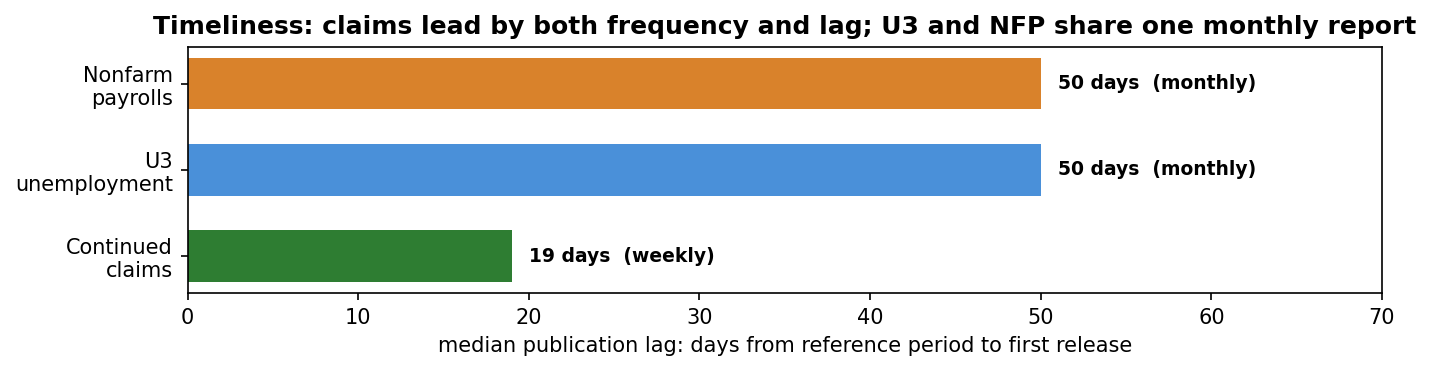 Timeliness: claims lead by both frequency and lag; U3 and NFP share one monthly report
Nonfarm
payrolls
50 days (monthly)
U3
unemployment
50 days (monthly)
Continued
claims
19 days (weekly)
0 10 20 30 40 50 60 70
median publication lag: days from reference period to first release